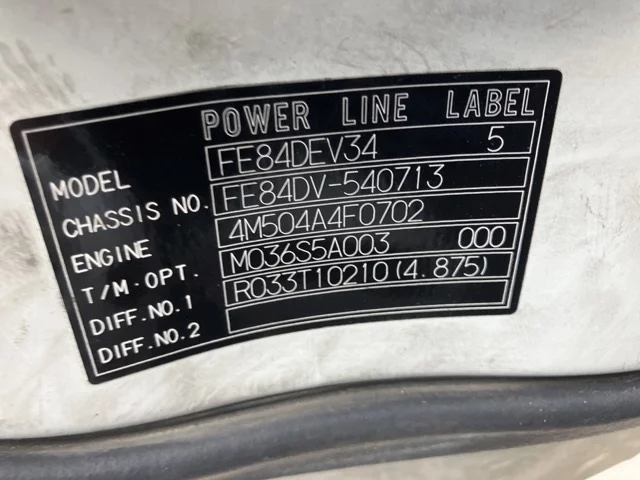 POWER LINE LABEL
MODEL FE84DEV34 5
CHASSIS NO. FE84DV-540713
ENGINE 4M504A4F0702
T/M·OPT. M036S5A003 000
DIFF.NO.1 R033T10210(4.875)
DIFF.NO.2